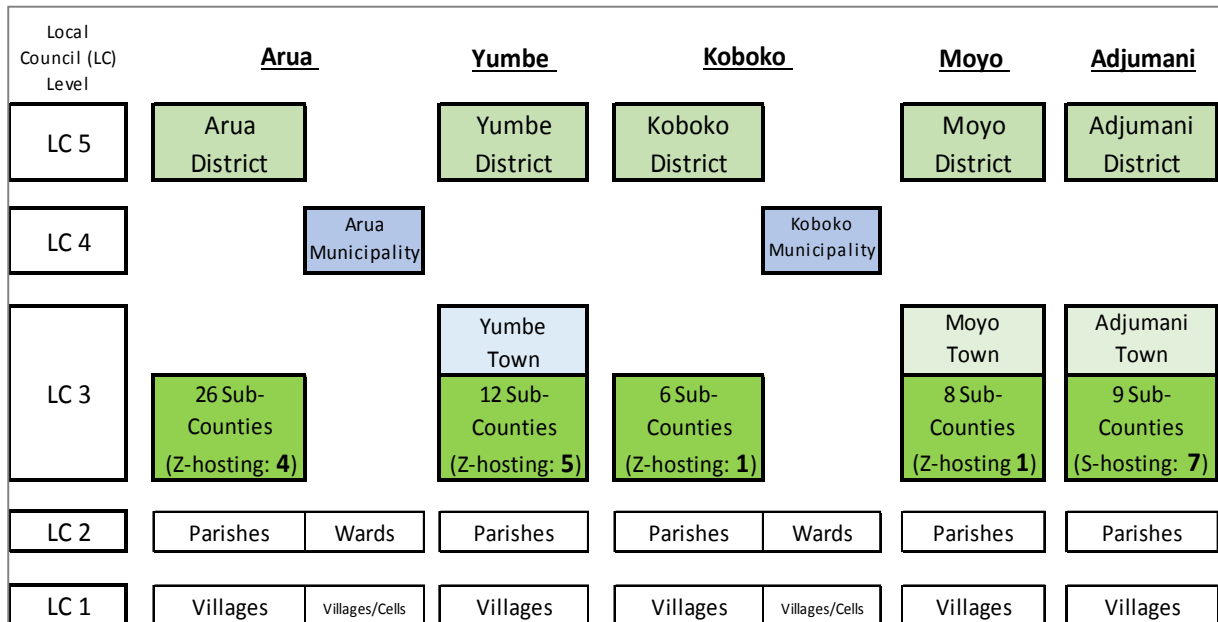 Local
Council (LC)
Level
Arua
Yumbe
Koboko
Moyo
Adjumani
LC 5
Arua
District
Yumbe
District
Koboko
District
Moyo
District
Adjumani
District
LC 4
Arua
Municipality
Koboko
Municipality
LC 3
Yumbe
Town
Moyo
Town
Adjumani
Town
26 Sub-
Counties
(Z-hosting: 4)
12 Sub-
Counties
(Z-hosting: 5)
6 Sub-
Counties
(Z-hosting: 1)
8 Sub-
Counties
(Z-hosting 1)
9 Sub-
Counties
(S-hosting: 7)
LC 2
Parishes
Wards
Parishes
Parishes
Wards
Parishes
Parishes
LC 1
Villages
Villages/Cells
Villages
Villages
Villages/Cells
Villages
Villages